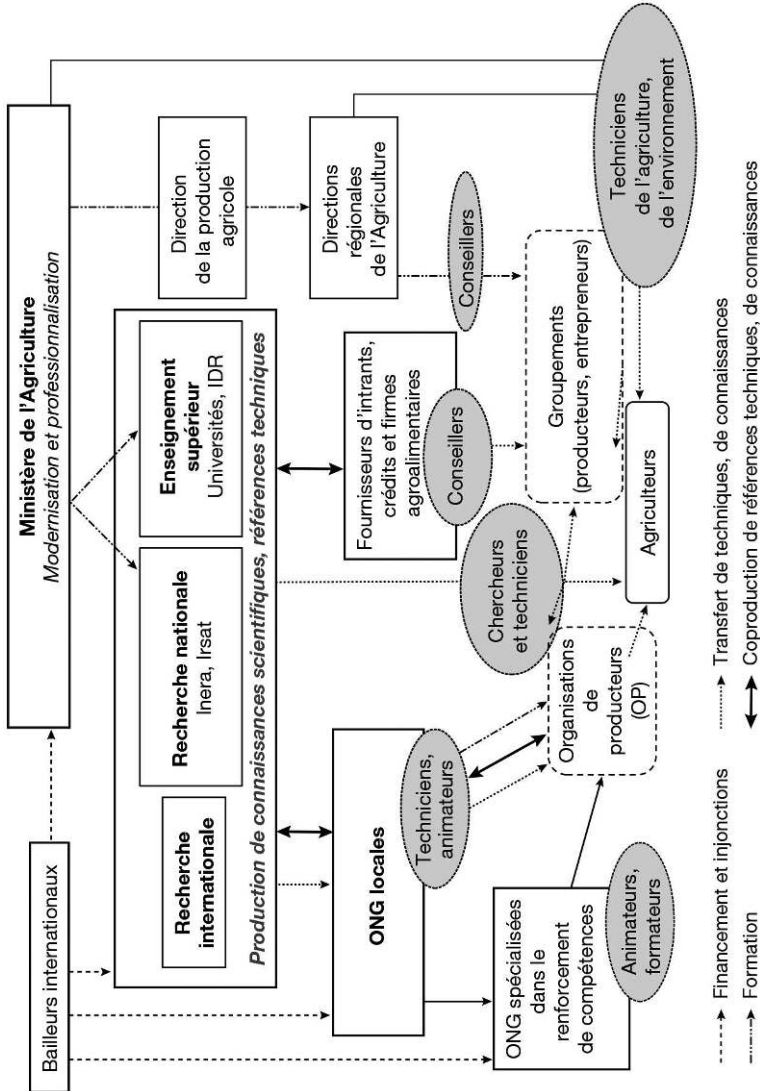 Bailleurs internationaux
Ministère de l'Agriculture
Modernisation et professionnalisation
Recherche
internationale
Recherche nationale
Inera, Irsat
Enseignement
supérieur
Universités, IDR
Production de connaissances scientifiques, références techniques
Direction
de la production
agricole
ONG locales
Techniciens,
animateurs
Fournisseurs d'intrants,
crédits et firmes
agroalimentaires
Conseillers
Directions
régionales
de l'Agriculture
Conseillers
Chercheurs
et techniciens
ONG spécialisées
dans le
renforcement
de compétences
Animateurs,
formateurs
Organisations
de
producteurs
(OP)
Groupements
(producteurs, entrepreneurs)
Agriculteurs
Techniciens
de l'agriculture,
de l'environnement
Financement et injonctions
Formation
Transfert de techniques, de connaissances
Coproduction de références techniques, de connaissances